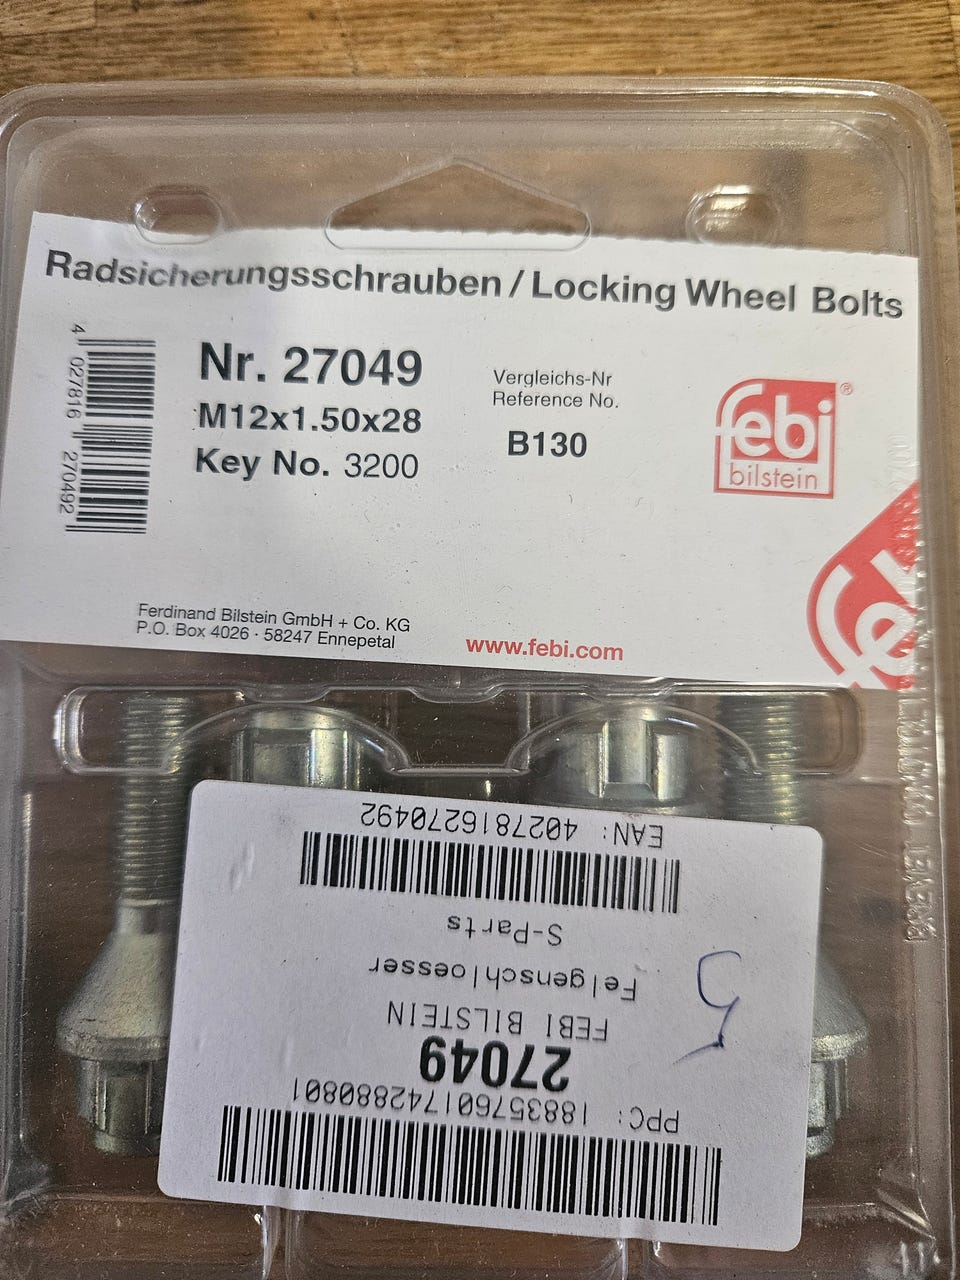 Radsicherungsschrauben / Locking Wheel Bolts
4 027816 270492
Nr. 27049
M12x1.50x28
Key No. 3200
Vergleichs-Nr
Reference No.
B130
febi®
bilstein
Ferdinand Bilstein GmbH + Co. KG
P.O. Box 4026 · 58247 Ennepetal
www.febi.com
fe
PPC: 188357601742880801
27049
FEBI BILSTEIN
Felgenschloesser
S-Parts
EAN: 4027816270492
5